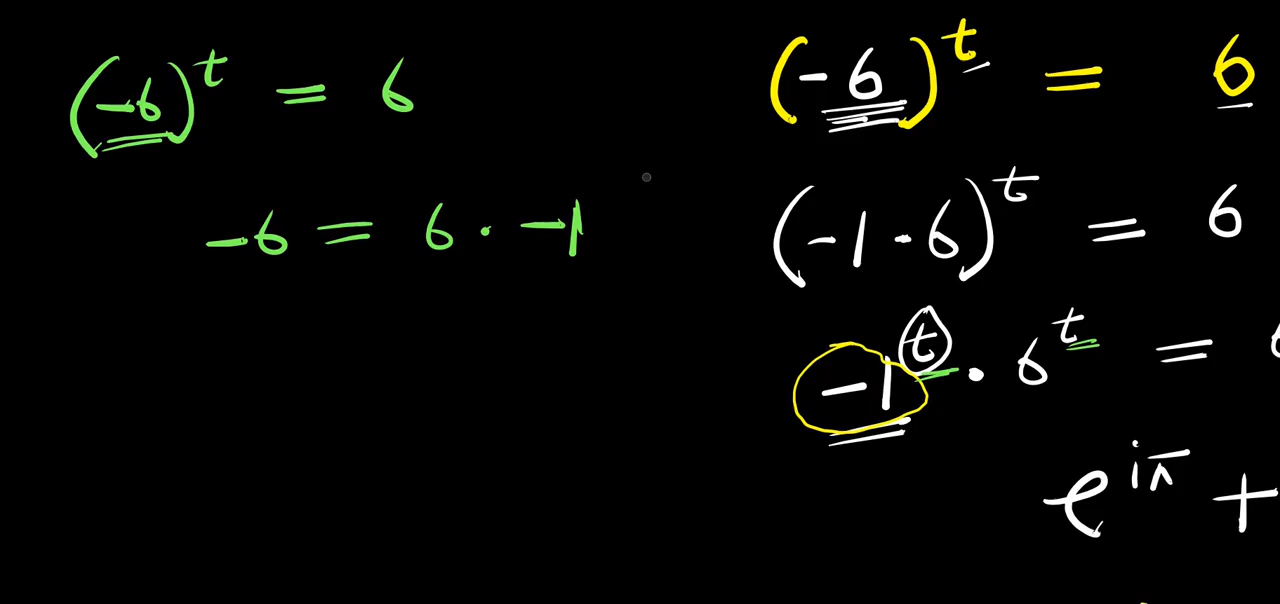 (-6)^t = 6
-6 = 6 · -1
(-6)^t = 6
(-1 · 6)^t = 6
-1^t · 6^t =
e^{iπ} +